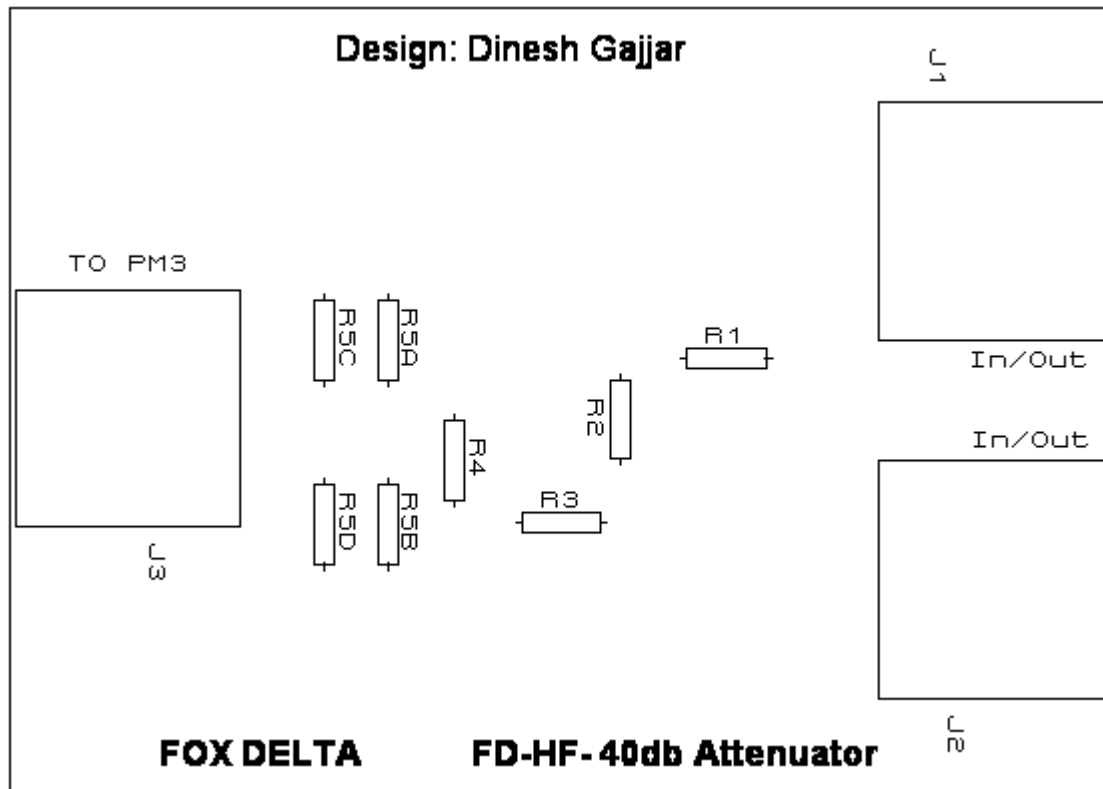 Design: Dinesh Gajjar
J1
TO PM3
R5C
R5A
R1
In/Out
R2
In/Out
R4
R3
R5D
R5B
J3
J2
FOX DELTA
FD-HF- 40db Attenuator